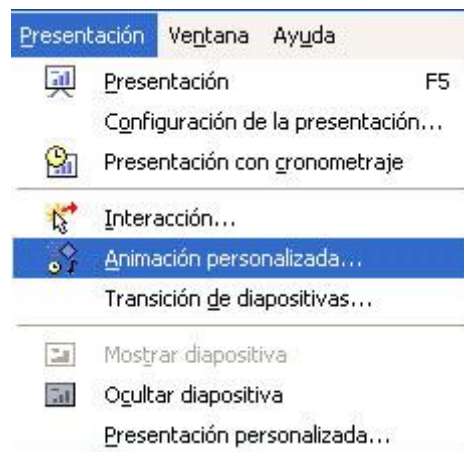 Presentación Ventana Ayuda
Presentación F5
Configuración de la presentación...
Presentación con cronometraje
Interacción...
Animación personalizada...
Transición de diapositivas...
Mostrar diapositiva
Ocultar diapositiva
Presentación personalizada...